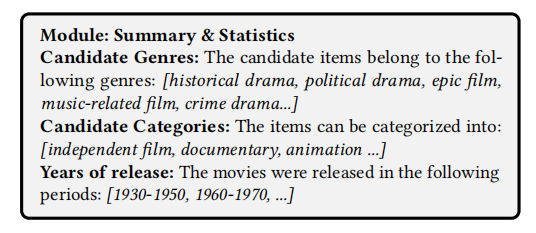 Module: Summary & Statistics
Candidate Genres: The candidate items belong to the fol-
lowing genres: [historical drama, political drama, epic film,
music-related film, crime drama...]
Candidate Categories: The items can be categorized into:
[independent film, documentary, animation ...]
Years of release: The movies were released in the following
periods: [1930-1950, 1960-1970, ...]